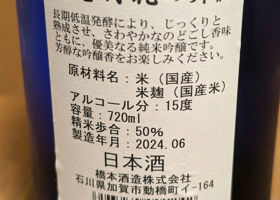 長期低温発酵により、じっくりと
熟成させ、さわやかなのどごし香味
とともに、優美なる純米吟醸です。
芳醇な吟醸香をお楽しみください。
原材料名：米（国産）
米麹（国産米）
アルコール分：15度
容量：720ml
精米歩合：50%
製造年月：2024.06
日本酒
橋本酒造株式会社
石川県加賀市動橋町イ-164